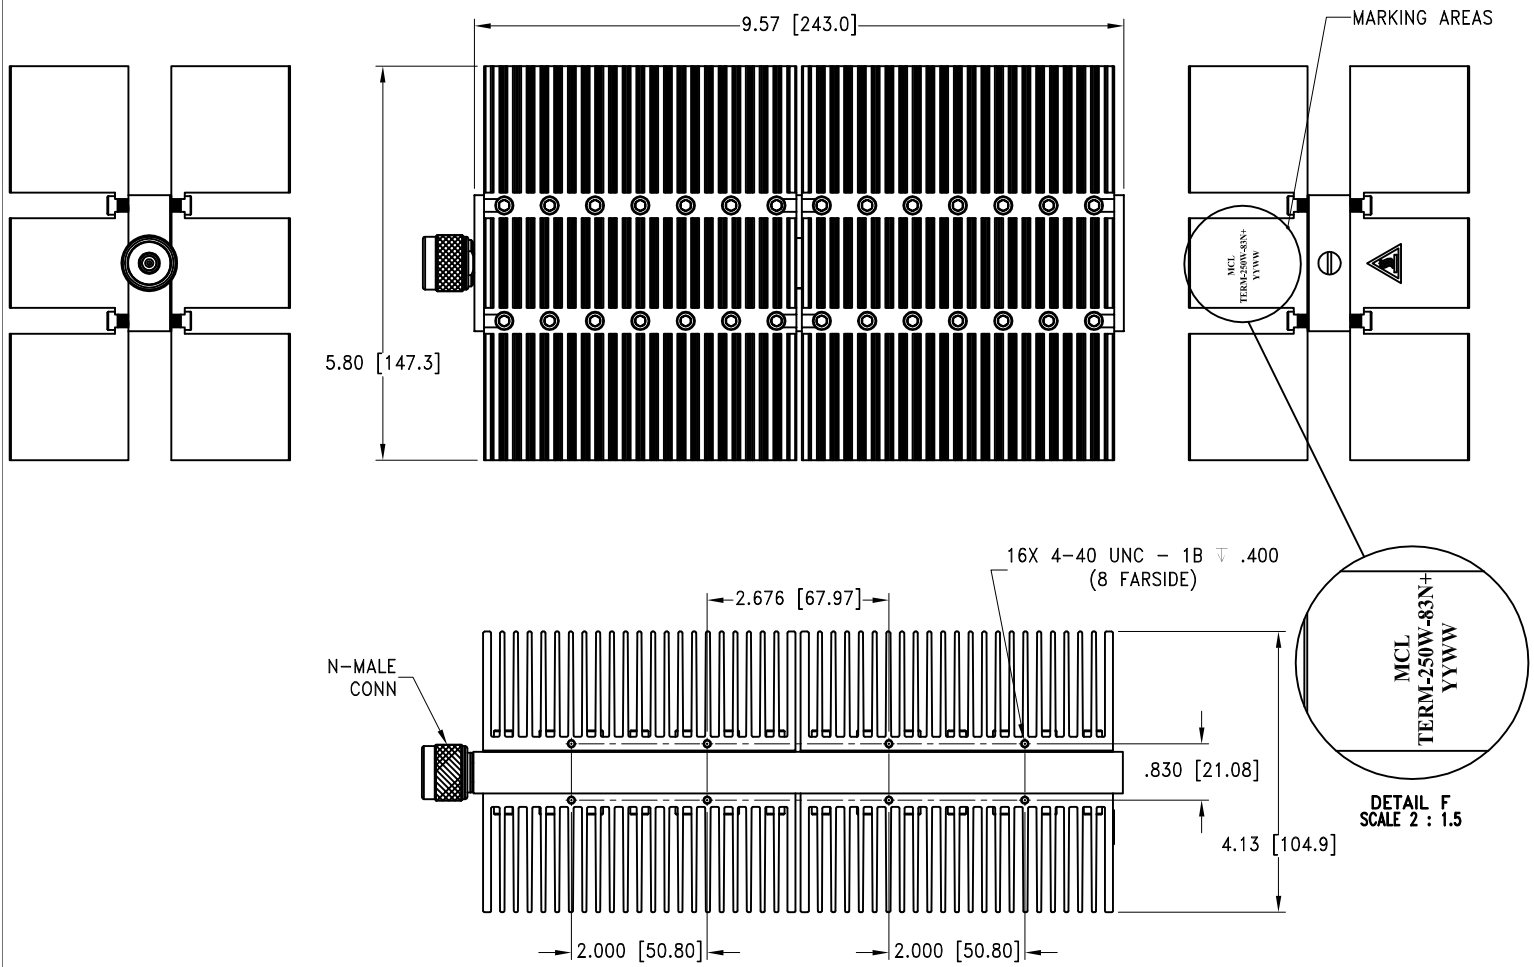 9.57 [243.0]
MARKING AREAS
MCL
TERM-250W-83N+
YYWW
5.80 [147.3]
16X 4-40 UNC - 1B ↧ .400
(8 FARSIDE)
2.676 [67.97]
N-MALE
CONN
MCL
TERM-250W-83N+
YYWW
.830 [21.08]
DETAIL F
SCALE 2 : 1.5
4.13 [104.9]
2.000 [50.80]
2.000 [50.80]